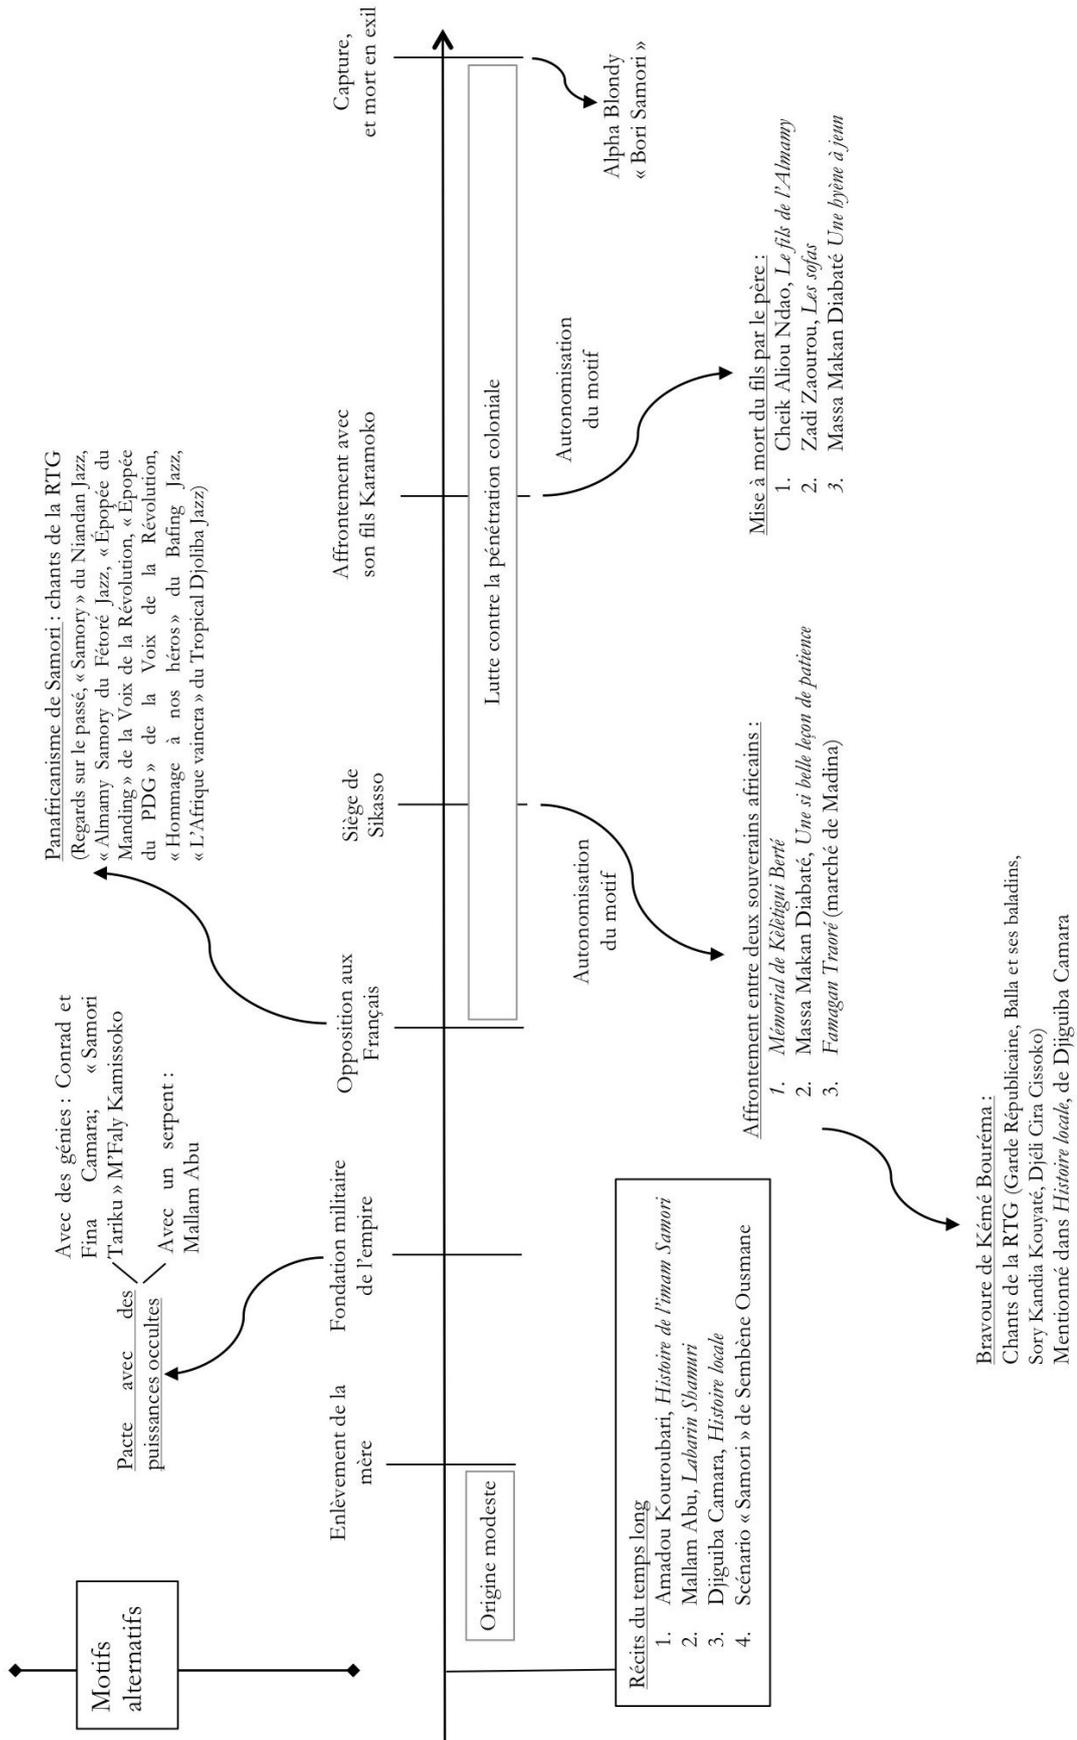 Motifs
alternatifs
Pacte avec des
puissances occultes
Avec des génies : Conrad et
Fina Camara; « Samori
Tariku » M'Faly Kamissoko
Avec un serpent :
Mallam Abu
Panafricanisme de Samori : chants de la RTG
(Regards sur le passé, « Samory » du Niandan Jazz,
« Almamy Samory du Fétoré Jazz, « Épopée du
Manding » de la Voix de la Révolution, « Epopée
du PDG » de la Voix de la Révolution,
« Hommage à nos héros » du Bafing Jazz,
« L'Afrique vaincra » du Tropical Djoliba Jazz)
Enlèvement de la
mère
Fondation militaire
de l'empire
Opposition aux
Français
Siège de
Sikasso
Affrontement avec
son fils Karamoko
Capture,
et mort en exil
Origine modeste
Lutte contre la pénétration coloniale
Autonomisation
du motif
Autonomisation
du motif
Alpha Blondy
« Bori Samori »
Récits du temps long
1. Amadou Kouroubari, Histoire de l'imam Samori
2. Mallam Abu, Labarin Shamuri
3. Djiguiba Camara, Histoire locale
4. Scénario « Samori » de Sembène Ousmane
Affrontement entre deux souverains africains :
1. Mémorial de Kélètigui Berté
2. Massa Makan Diabaté, Une si belle leçon de patience
3. Famagan Traoré (marché de Madina)
Mise à mort du fils par le père :
1. Cheik Aliou Ndao, Le fils de l'Almamy
2. Zadi Zaourou, Les sofas
3. Massa Makan Diabaté Une hyène à jeun
Bravoure de Kémé Bouréma :
Chants de la RTG (Garde Républicaine, Balla et ses baladins,
Sory Kandia Kouyaté, Djéli Cira Cissoko)
Mentionné dans Histoire locale, de Djiguiba Camara